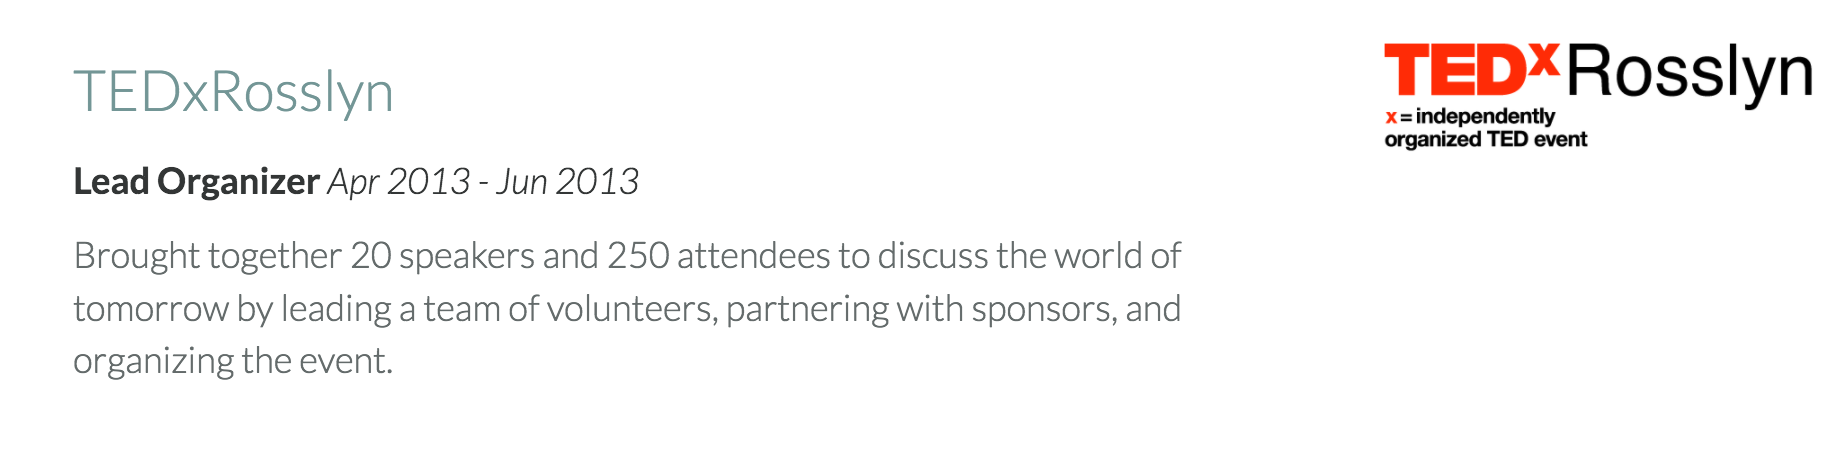 TEDxRosslyn
Lead Organizer Apr 2013 - Jun 2013
Brought together 20 speakers and 250 attendees to discuss the world of
tomorrow by leading a team of volunteers, partnering with sponsors, and
organizing the event.
TEDxRosslyn
x = independently
organized TED event